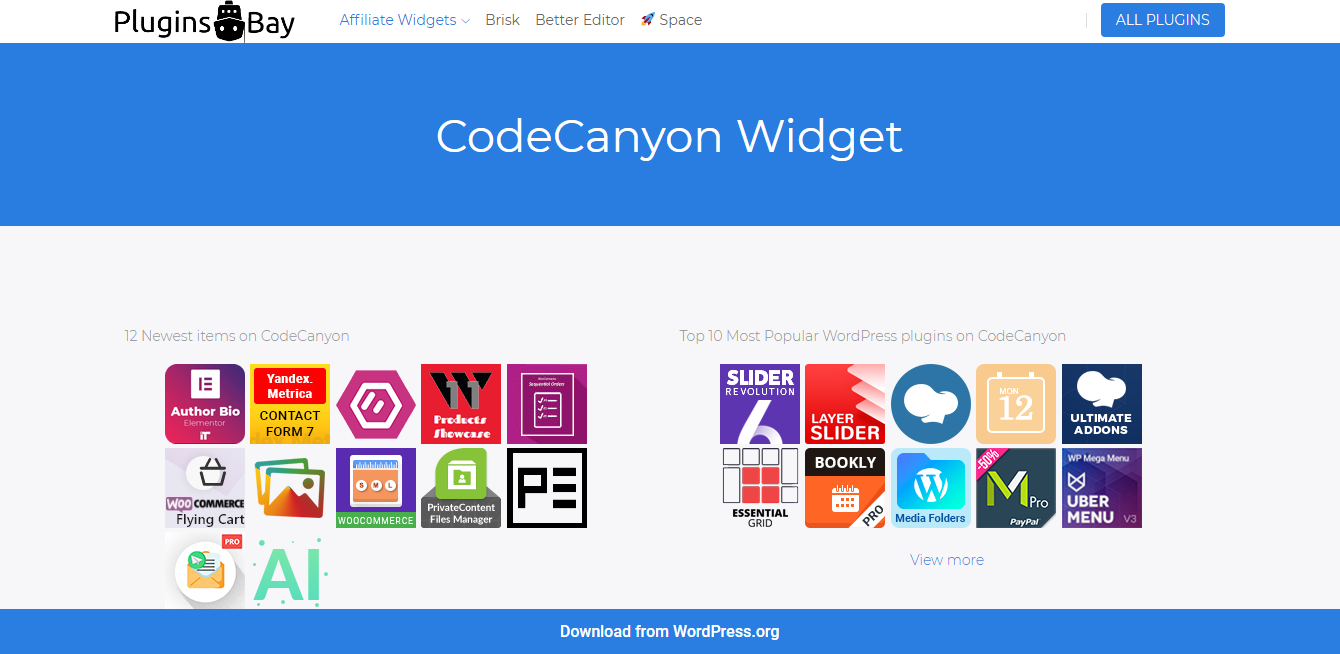 Plugins Bay
Affiliate Widgets
Brisk
Better Editor
Space
ALL PLUGINS
CodeCanyon Widget
12 Newest items on CodeCanyon
Author Bio
Elementor
iT
Yandex.
Metrica
CONTACT
FORM 7
Products
Showcase
WooCommerce
Sequential Orders
WOO COMMERCE
Flying Cart
S M L
WOOCOMMERCE
PrivateContent
Files Manager
PE
PRO
AI
Top 10 Most Popular WordPress plugins on CodeCanyon
SLIDER
REVOLUTION
6
LAYER
SLIDER
MON
12
ULTIMATE
ADDONS
ESSENTIAL
GRID
BOOKLY
PRO
Media Folders
-50%
M Pro
PayPal
WP Mega Menu
UBER
MENU V3
View more
Download from WordPress.org